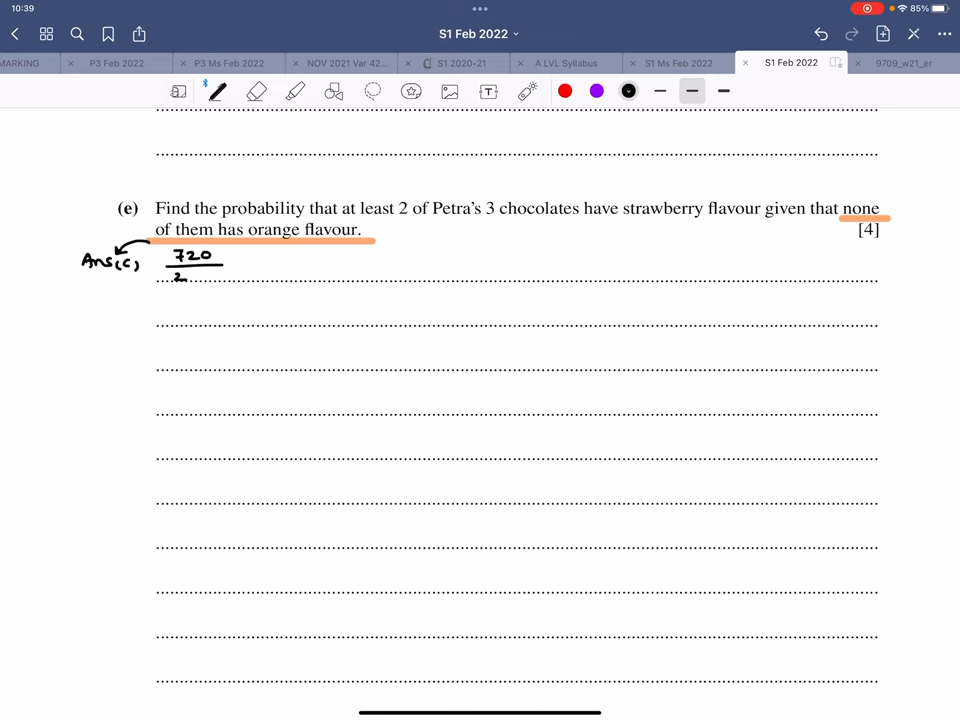 10:39
85%
S1 Feb 2022
MARKING
P3 Feb 2022
P3 Ms Feb 2022
NOV 2021 Var 42...
S1 2020-21
A LVL Syllabus
S1 Ms Feb 2022
S1 Feb 2022
9709_w21_er
(e) Find the probability that at least 2 of Petra's 3 chocolates have strawberry flavour given that none
of them has orange flavour. [4]
Ans(c) 720
2